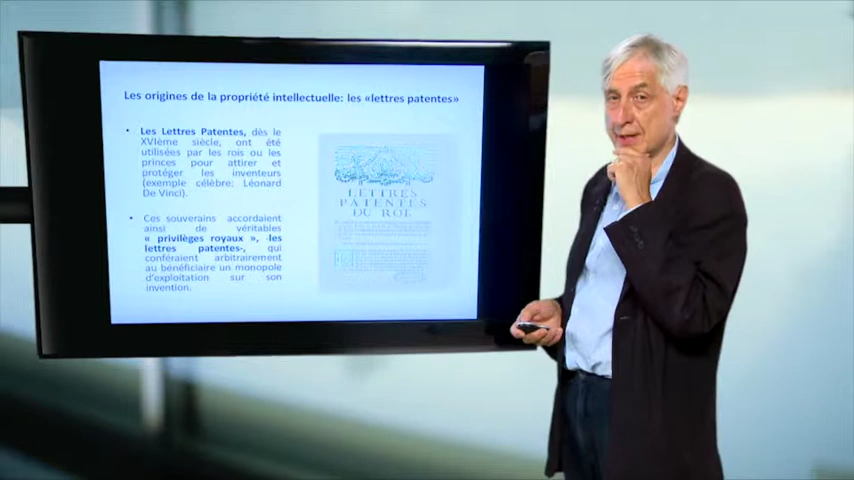 Les origines de la propriété intellectuelle: les «lettres patentes»
• Les Lettres Patentes, dès le
XVIème siècle, ont été
utilisées par les rois ou les
princes pour attirer et
protéger les inventeurs
(exemple célèbre: Léonard
De Vinci).
• Ces souverains accordaient
ainsi de véritables
« privilèges royaux », les
lettres patentes, qui
conféraient arbitrairement
au bénéficiaire un monopole
d'exploitation sur son
invention.
LETTRES
PATENTES
DU ROI